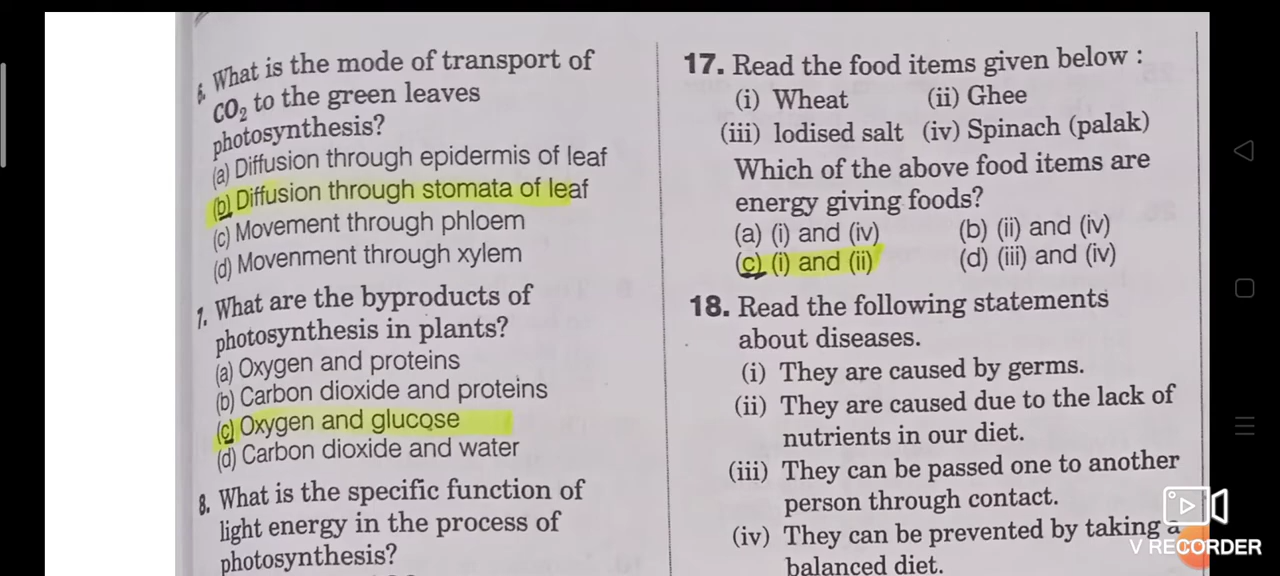 6. What is the mode of transport of
CO₂ to the green leaves
photosynthesis?
(a) Diffusion through epidermis of leaf
(b) Diffusion through stomata of leaf
(c) Movement through phloem
(d) Movenment through xylem
7. What are the byproducts of
photosynthesis in plants?
(a) Oxygen and proteins
(b) Carbon dioxide and proteins
(c) Oxygen and glucose
(d) Carbon dioxide and water
8. What is the specific function of
light energy in the process of
photosynthesis?
17. Read the food items given below :
(i) Wheat (ii) Ghee
(iii) Iodised salt (iv) Spinach (palak)
Which of the above food items are
energy giving foods?
(a) (i) and (iv) (b) (ii) and (iv)
(c) (i) and (ii) (d) (iii) and (iv)
18. Read the following statements
about diseases.
(i) They are caused by germs.
(ii) They are caused due to the lack of
nutrients in our diet.
(iii) They can be passed one to another
person through contact.
(iv) They can be prevented by taking a
balanced diet.
V RECORDER